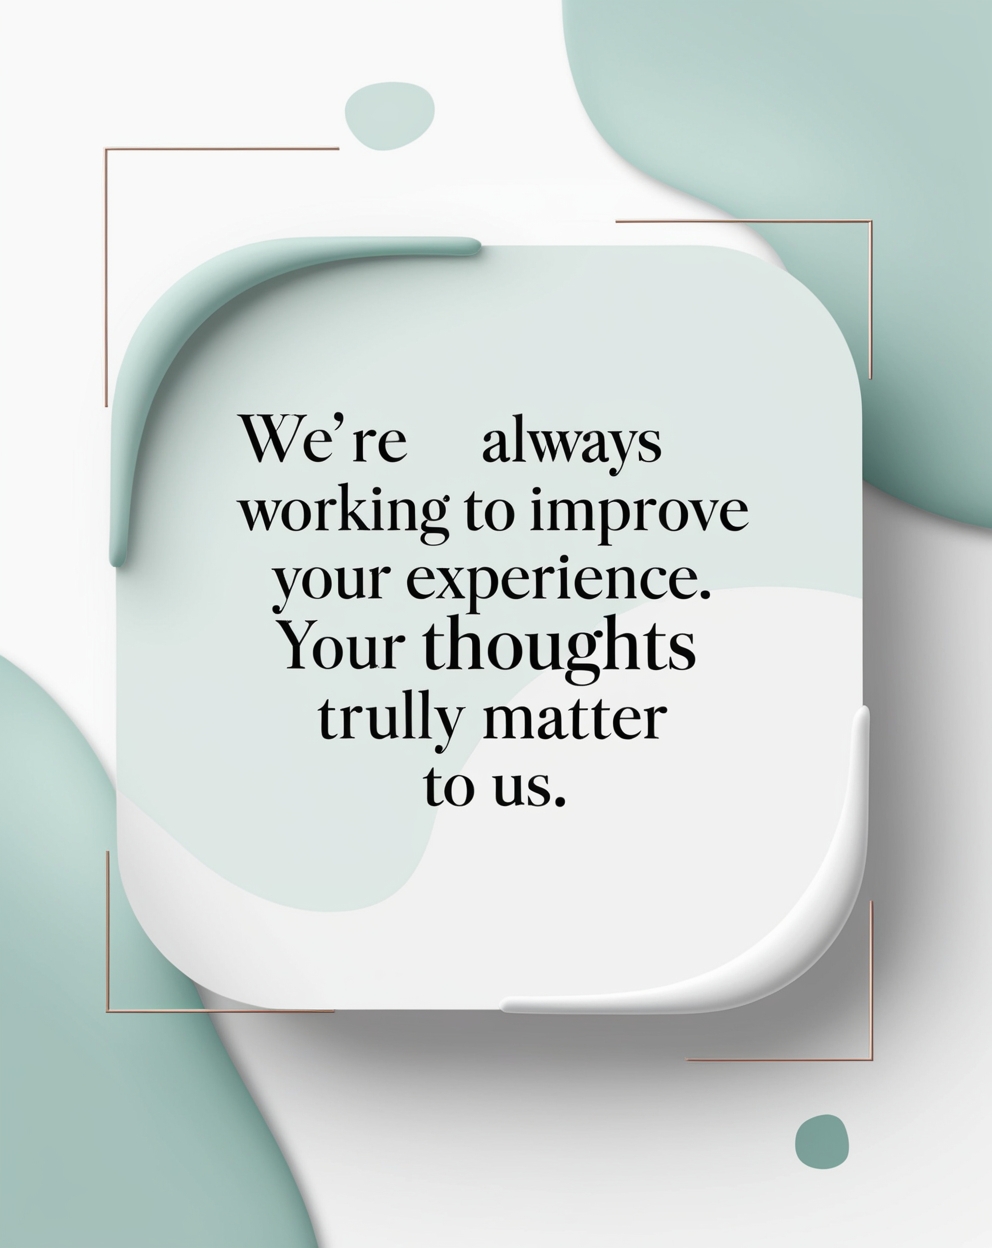 We're always
working to improve
your experience.
Your thoughts
trully matter
to us.